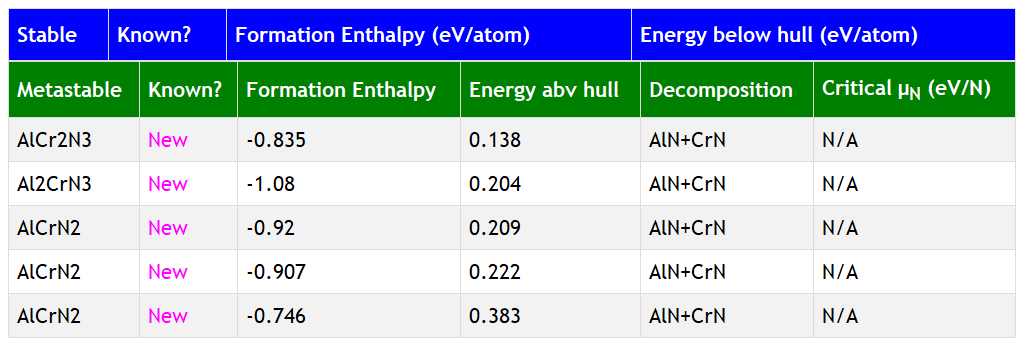 Stable Known? Formation Enthalpy (eV/atom) Energy below hull (eV/atom)
Metastable Known? Formation Enthalpy Energy abv hull Decomposition Critical μN (eV/N)
AlCr2N3 New -0.835 0.138 AlN+CrN N/A
Al2CrN3 New -1.08 0.204 AlN+CrN N/A
AlCrN2 New -0.92 0.209 AlN+CrN N/A
AlCrN2 New -0.907 0.222 AlN+CrN N/A
AlCrN2 New -0.746 0.383 AlN+CrN N/A